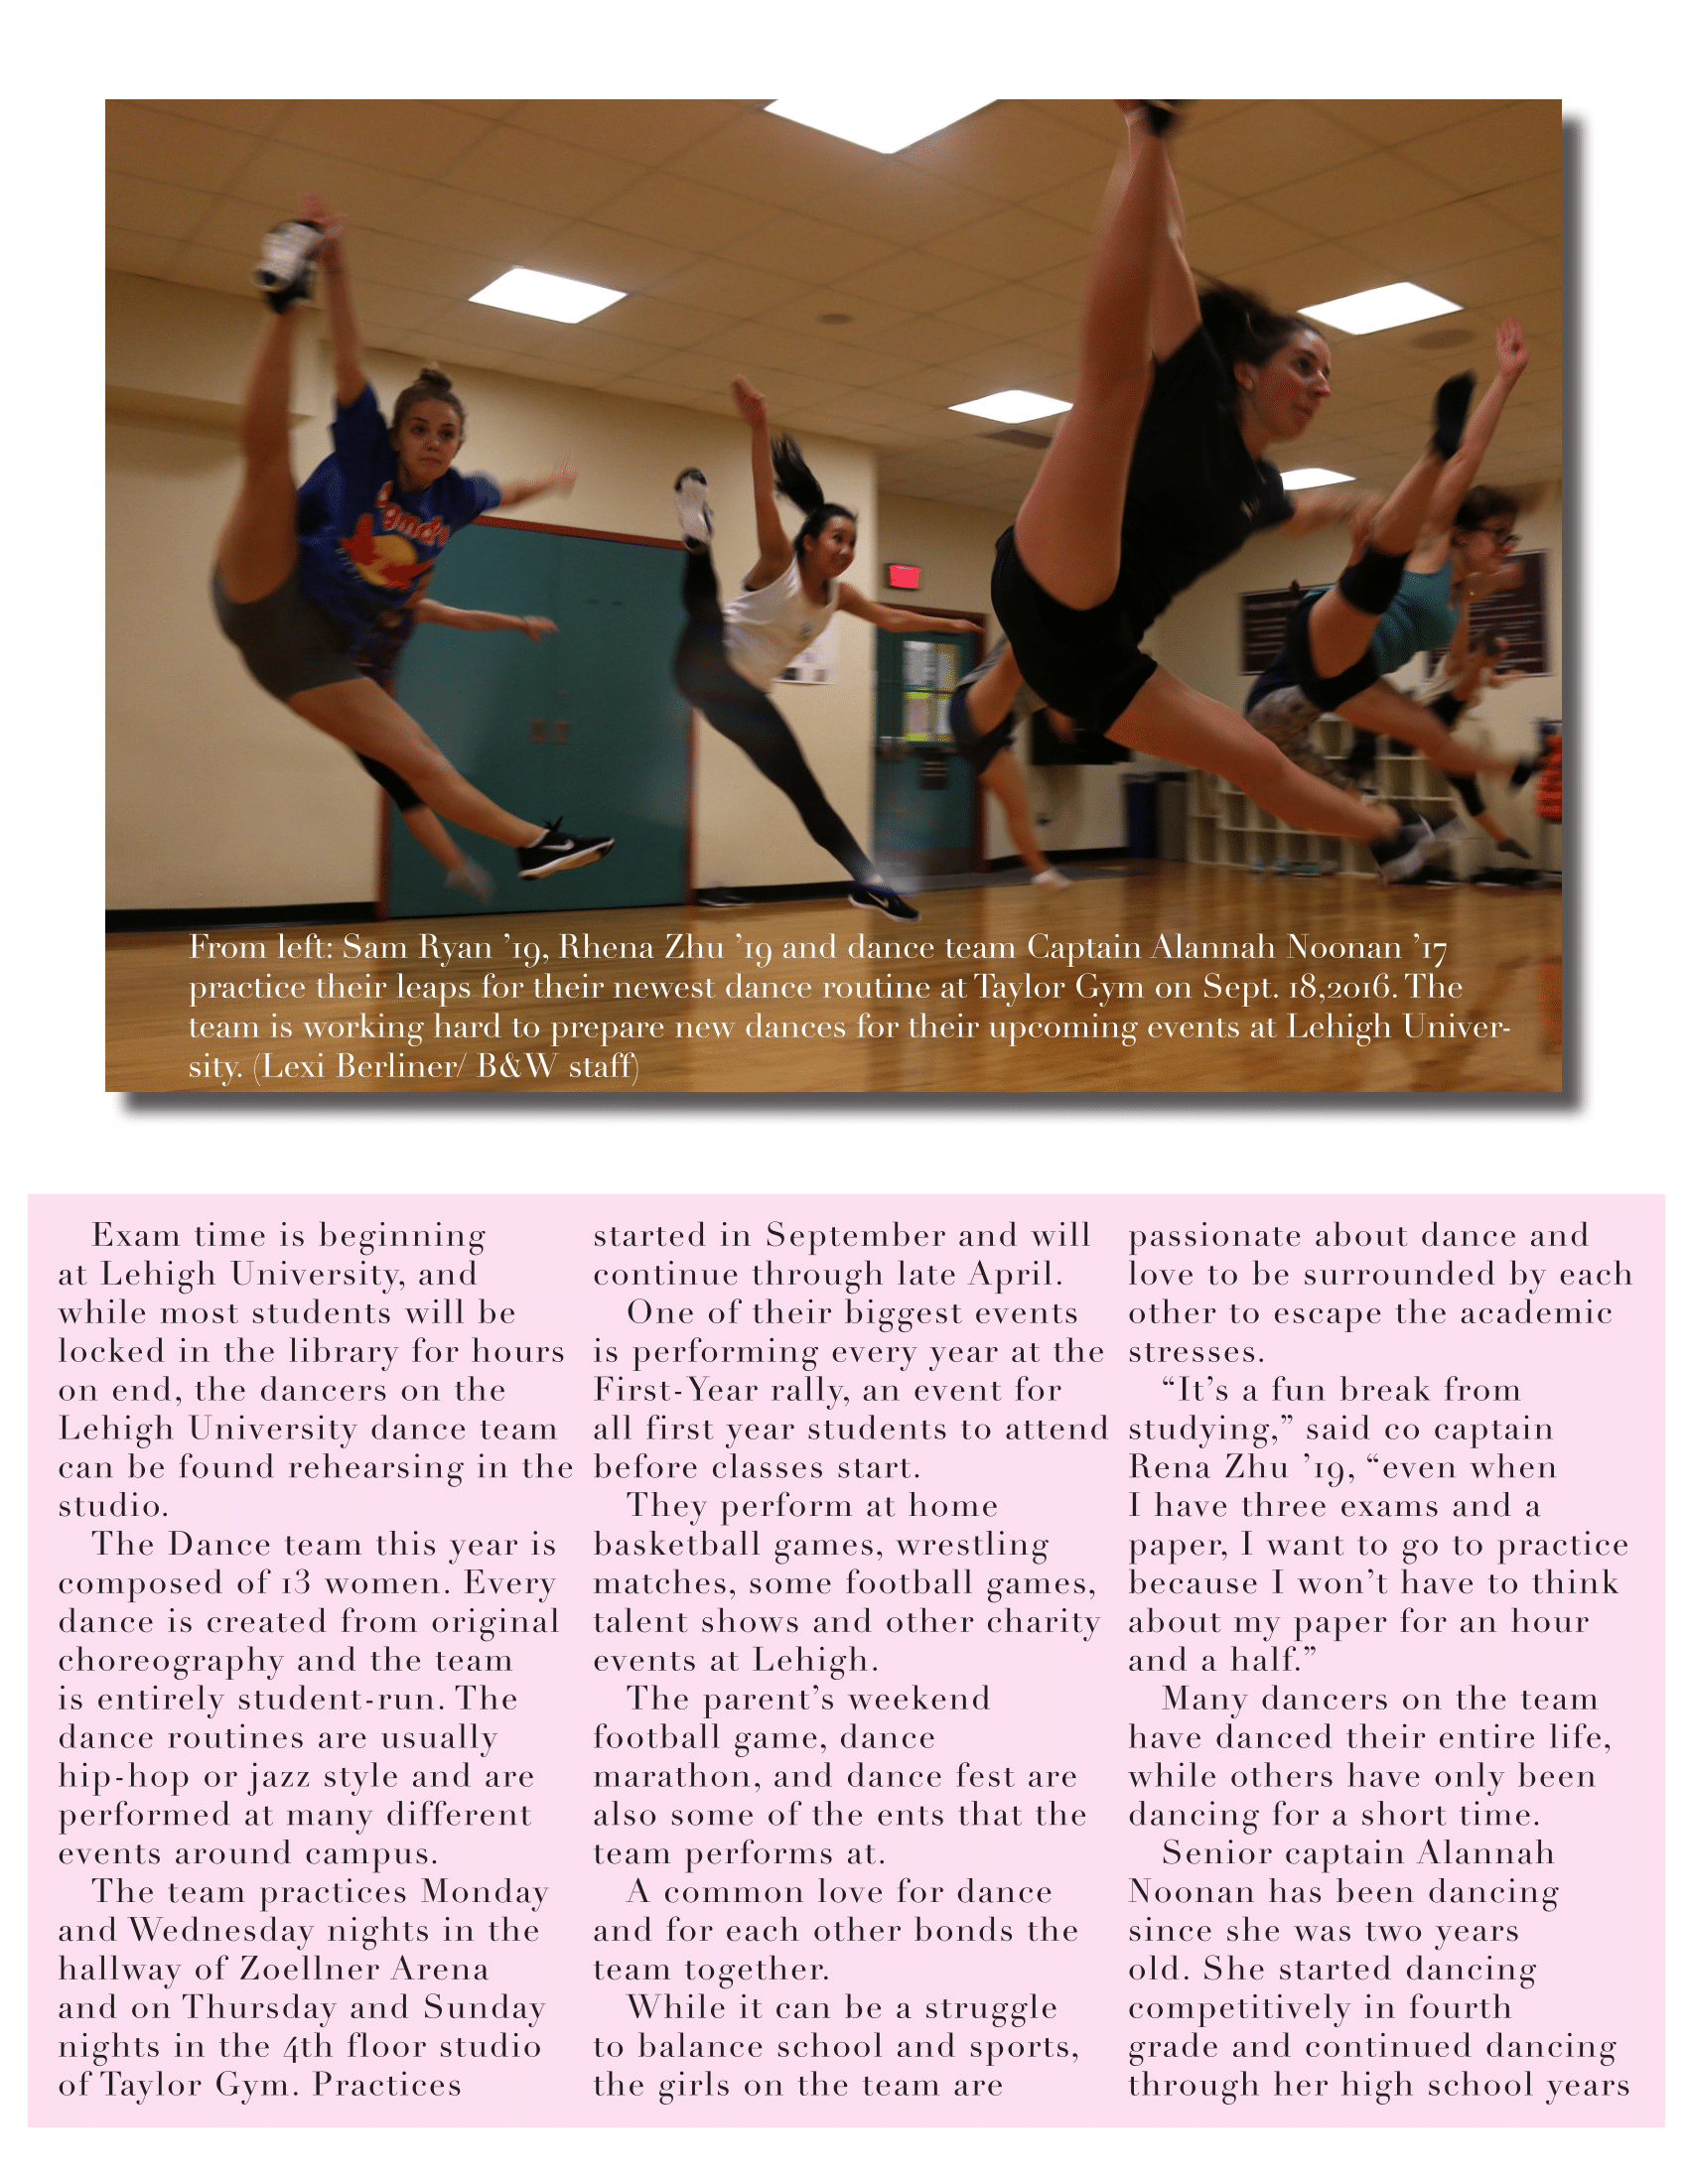 From left: Sam Ryan ’19, Rhena Zhu ’19 and dance team Captain Alannah Noonan ’17
practice their leaps for their newest dance routine at Taylor Gym on Sept. 18,2016. The
team is working hard to prepare new dances for their upcoming events at Lehigh Univer-
sity. (Lexi Berliner/ B&W staff)
Exam time is beginning
at Lehigh University, and
while most students will be
locked in the library for hours
on end, the dancers on the
Lehigh University dance team
can be found rehearsing in the
studio.
The Dance team this year is
composed of 13 women. Every
dance is created from original
choreography and the team
is entirely student-run. The
dance routines are usually
hip-hop or jazz style and are
performed at many different
events around campus.
The team practices Monday
and Wednesday nights in the
hallway of Zoellner Arena
and on Thursday and Sunday
nights in the 4th floor studio
of Taylor Gym. Practices
started in September and will
continue through late April.
One of their biggest events
is performing every year at the
First-Year rally, an event for
all first year students to attend
before classes start.
They perform at home
basketball games, wrestling
matches, some football games,
talent shows and other charity
events at Lehigh.
The parent’s weekend
football game, dance
marathon, and dance fest are
also some of the ents that the
team performs at.
A common love for dance
and for each other bonds the
team together.
While it can be a struggle
to balance school and sports,
the girls on the team are
passionate about dance and
love to be surrounded by each
other to escape the academic
stresses.
“It’s a fun break from
studying,” said co captain
Rena Zhu ’19, “even when
I have three exams and a
paper, I want to go to practice
because I won’t have to think
about my paper for an hour
and a half.”
Many dancers on the team
have danced their entire life,
while others have only been
dancing for a short time.
Senior captain Alannah
Noonan has been dancing
since she was two years
old. She started dancing
competitively in fourth
grade and continued dancing
through her high school years